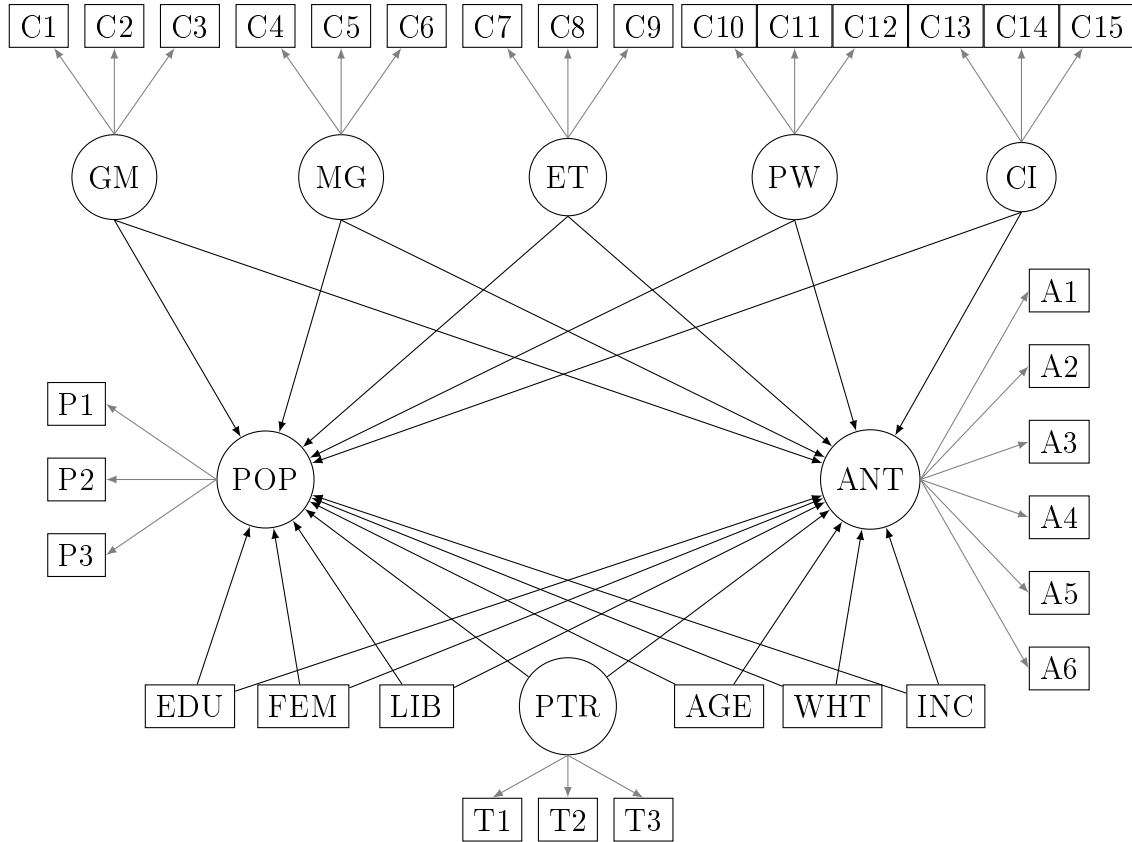 C1 C2 C3 C4 C5 C6 C7 C8 C9 C10 C11 C12 C13 C14 C15
GM MG ET PW CI
A1
A2
P1
A3
P2 POP ANT
A4
P3
A5
A6
EDU FEM LIB PTR AGE WHT INC
T1 T2 T3